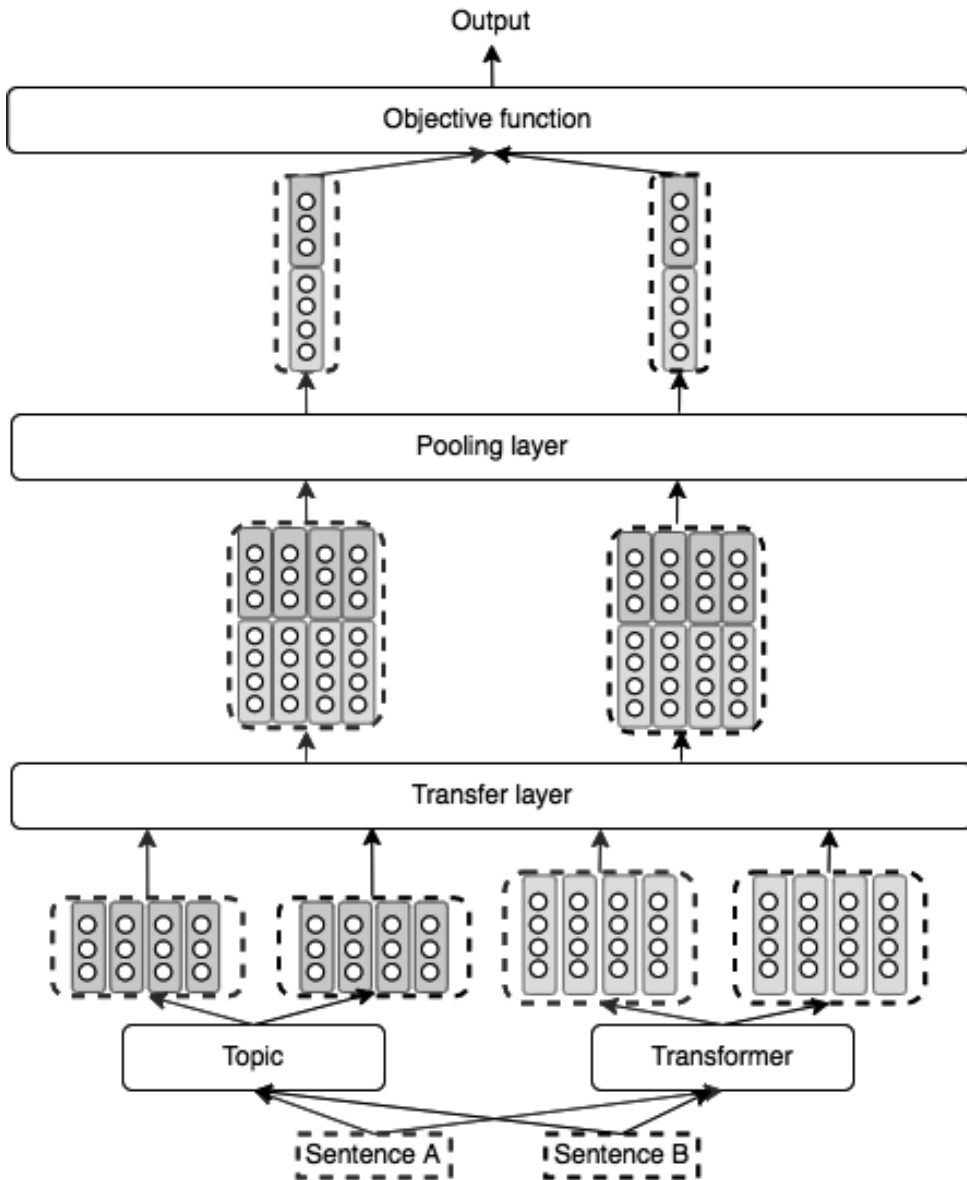 Output
Objective function
Pooling layer
Transfer layer
Topic
Transformer
Sentence A
Sentence B